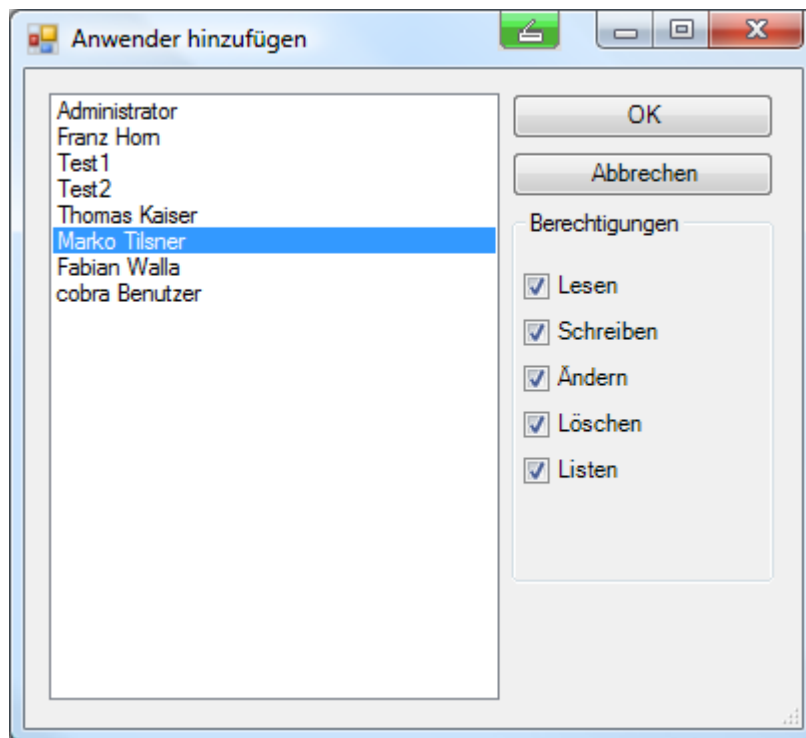 Anwender hinzufügen
Administrator
Franz Horn
Test1
Test2
Thomas Kaiser
Marko Tilsner
Fabian Walla
cobra Benutzer
OK
Abbrechen
Berechtigungen
Lesen
Schreiben
Ändern
Löschen
Listen